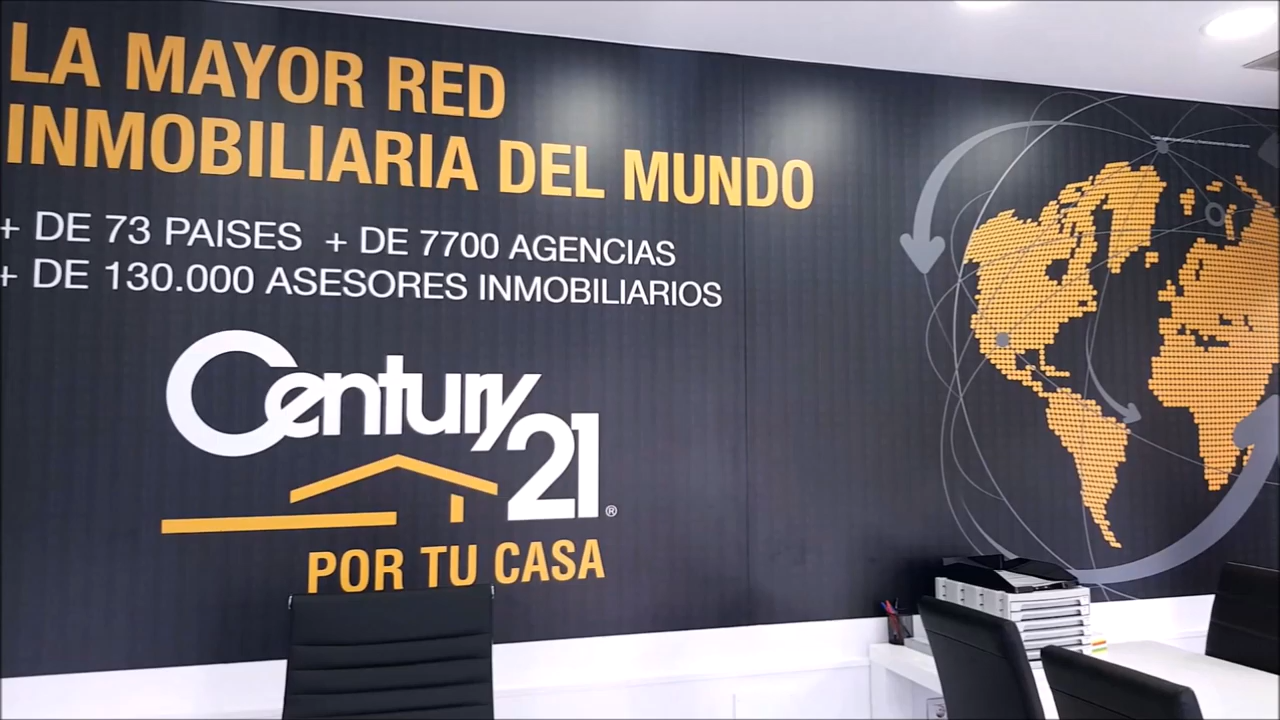 LA MAYOR RED
INMOBILIARIA DEL MUNDO
+ DE 73 PAISES + DE 7700 AGENCIAS
+ DE 130.000 ASESORES INMOBILIARIOS
Century
21®
POR TU CASA